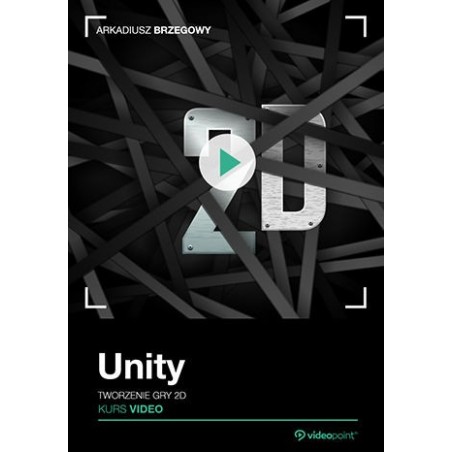 ARKADIUSZ BRZEGOWY
2D
Unity
TWORZENIE GRY 2D
KURS VIDEO
videopoint